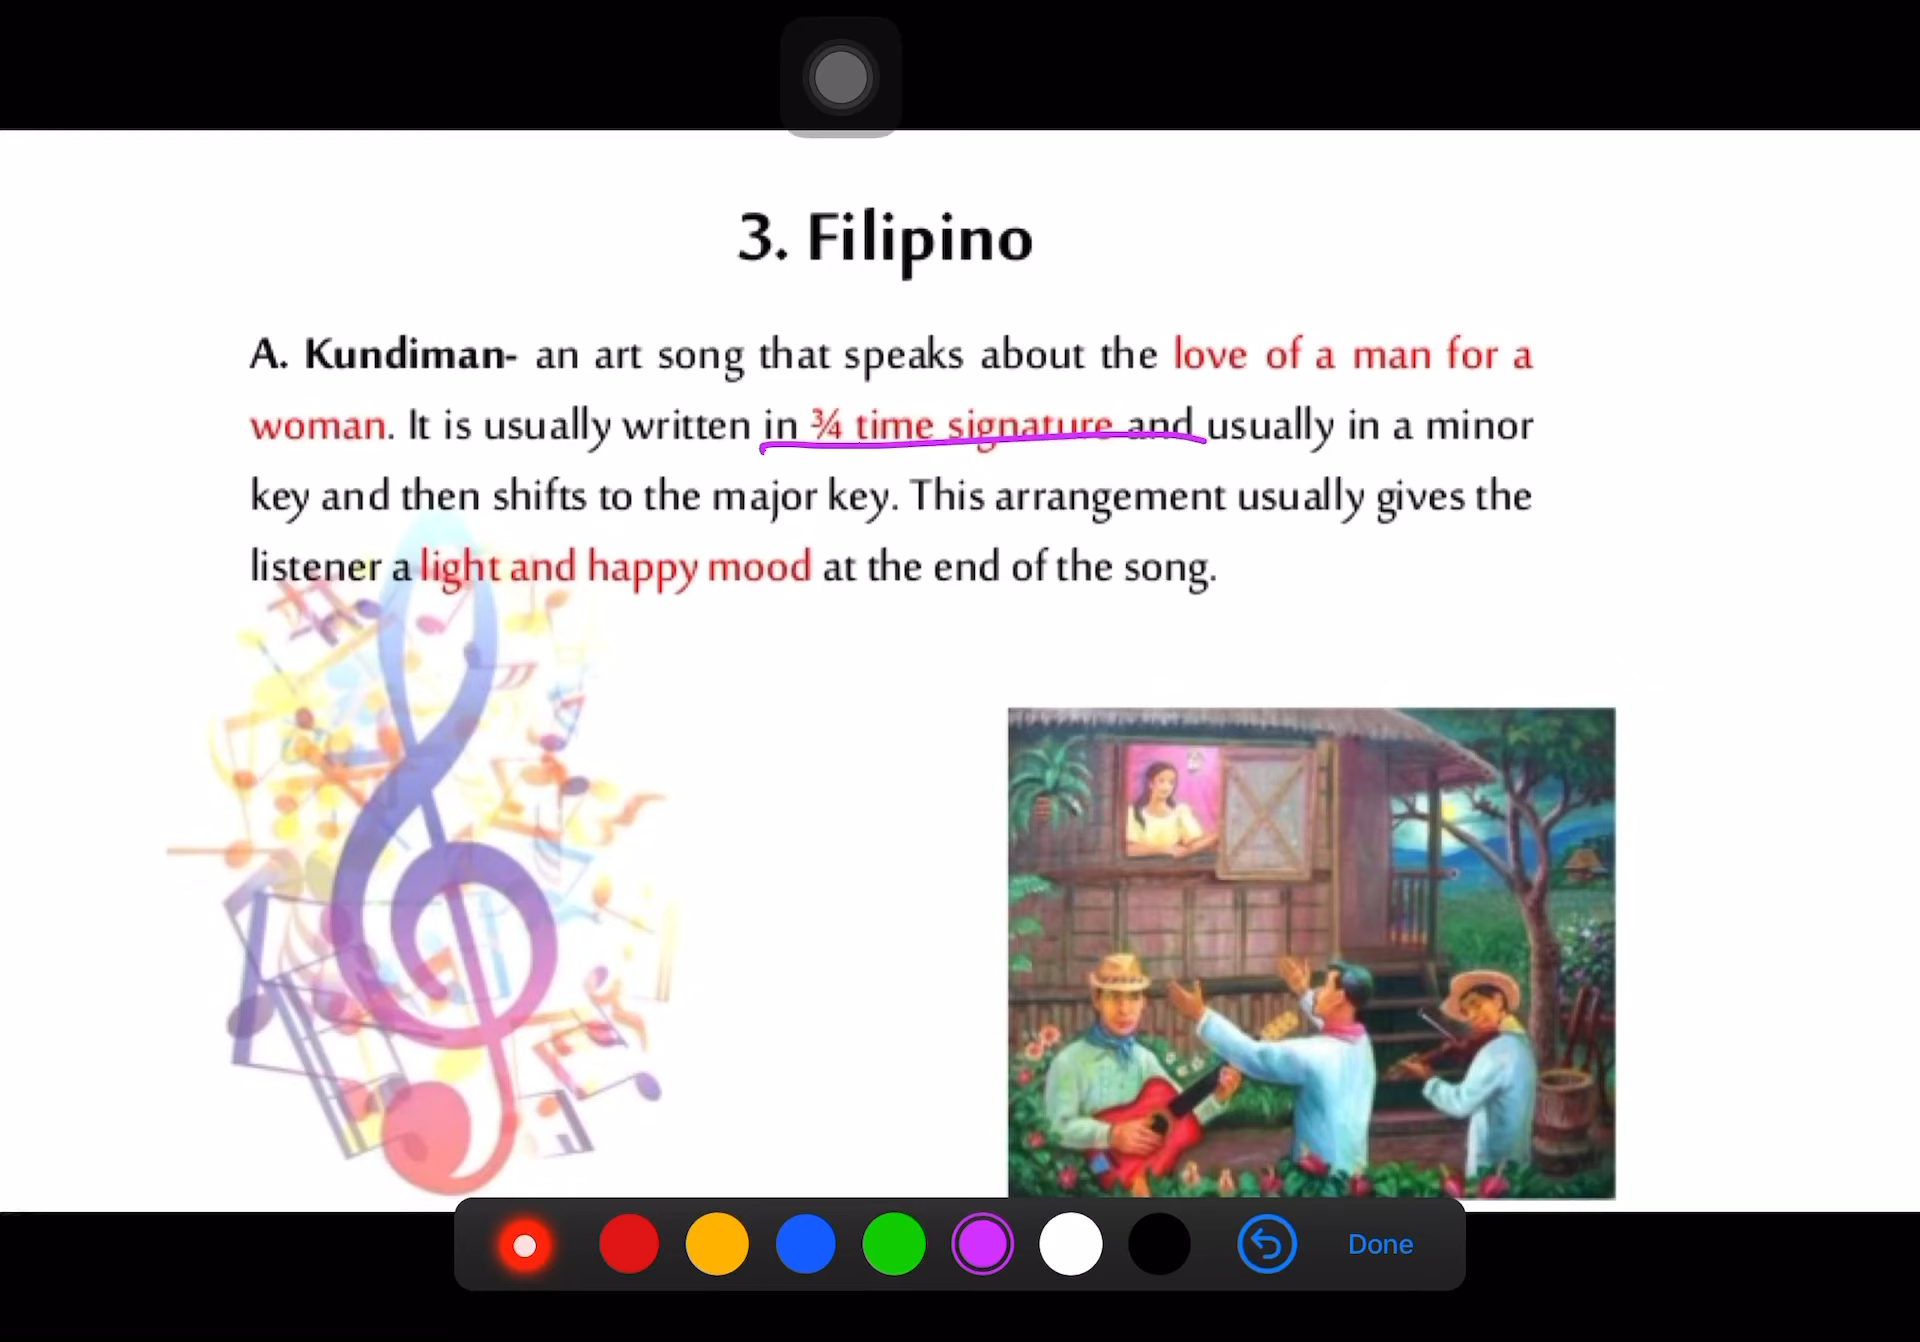 3. Filipino
A. Kundiman- an art song that speaks about the love of a man for a
woman. It is usually written in ¾ time signature and usually in a minor
key and then shifts to the major key. This arrangement usually gives the
listener a light and happy mood at the end of the song.
Done